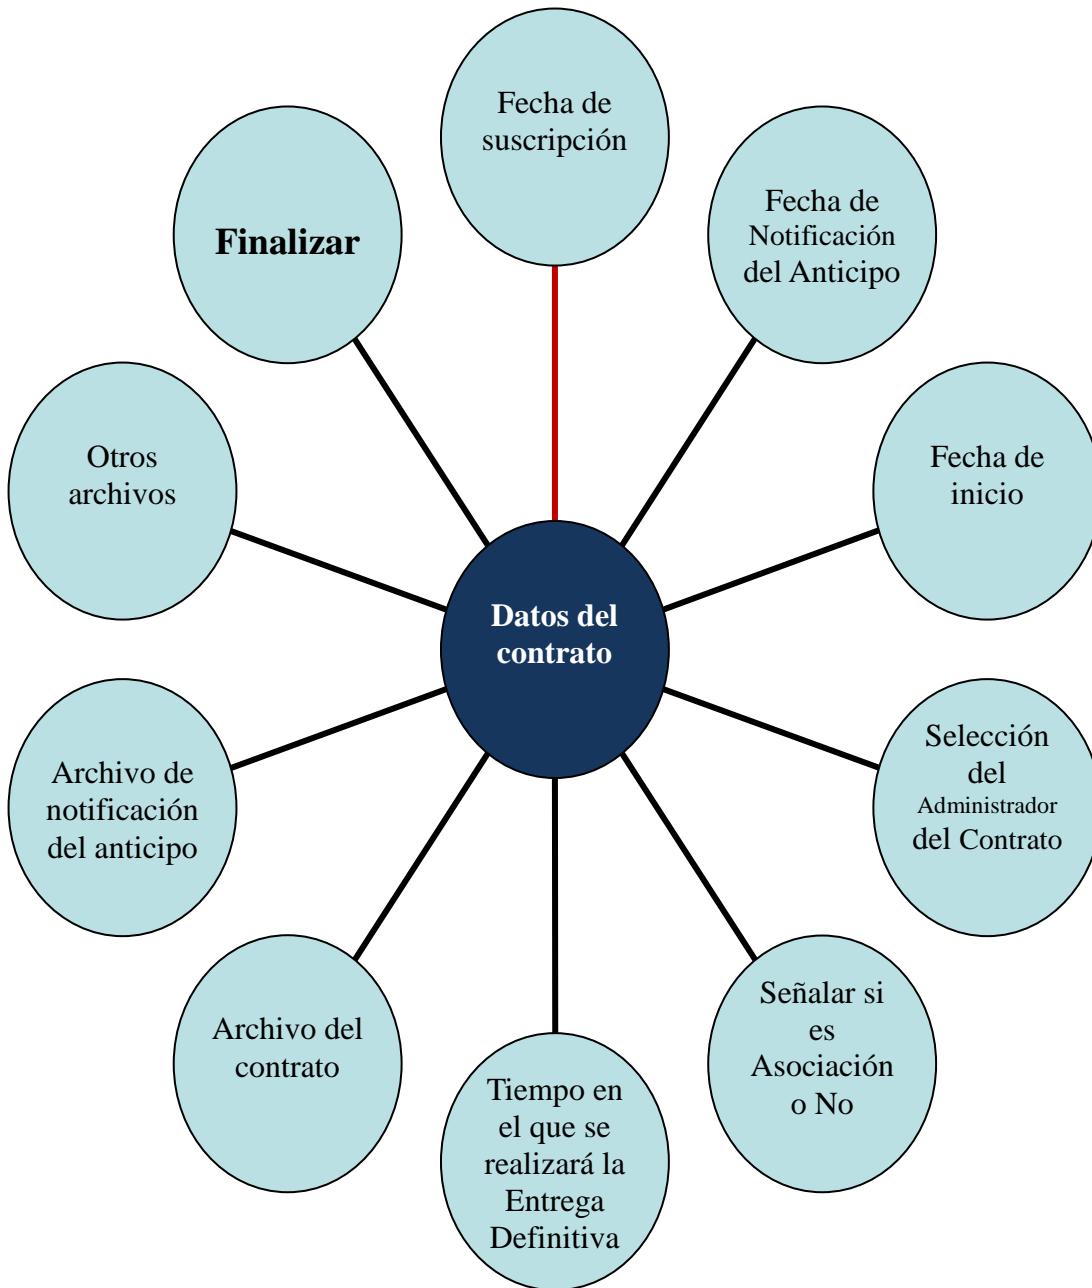 Fecha de
suscripción
Fecha de
Notificación
del Anticipo
Fecha de
inicio
Selección
del
Administrador
del Contrato
Señalar si
es
Asociación
o No
Tiempo en
el que se
realizará la
Entrega
Definitiva
Archivo del
contrato
Archivo de
notificación
del anticipo
Otros
archivos
Finalizar
Datos del
contrato